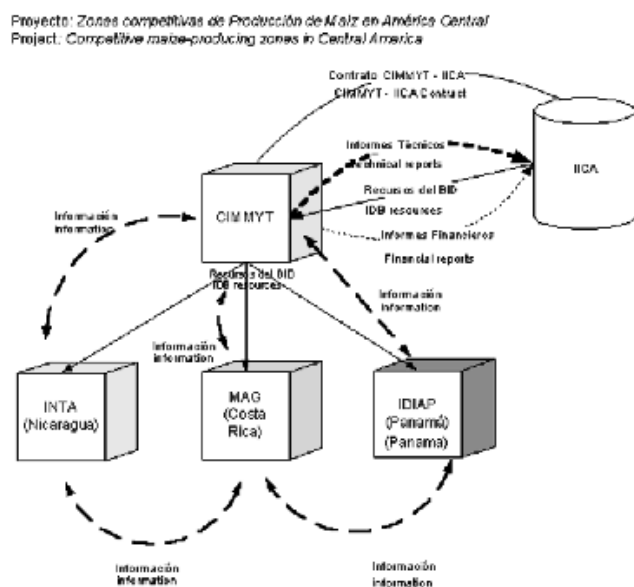 Proyecto: Zonas competitivas de Producción de Maíz en América Central
Project: Competitive maize-producing zones in Central America
Contrato CIMMYT - IICA
CIMMYT - IICA Contract
Informes Técnicos
Technical reports
IICA
CIMMYT
Recursos del BID
IDB resources
Informes Financieros
Financial reports
Información
information
Recursos del BID
IDB resources
Información
information
Información
information
INTA
(Nicaragua)
MAG
(Costa
Rica)
IDIAP
(Panamá)
(Panama)
Información
information
Información
information